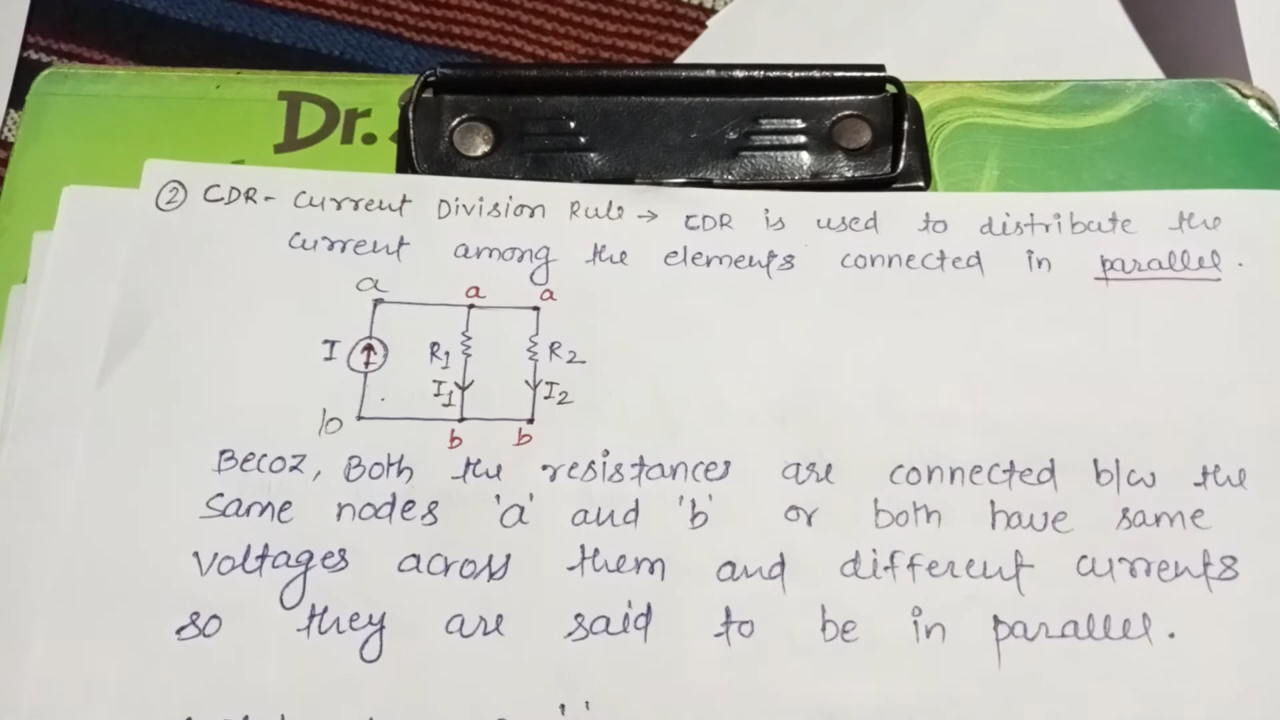 Dr.
② CDR - Current Division Rule → CDR is used to distribute the
current among the elements connected in parallel.
a a a
I R1 R2
I1 I2
b b b
Becoz, Both the resistances are connected b/w the
same nodes 'a' and 'b' or both have same
voltages across them and different currents
so they are said to be in parallel.